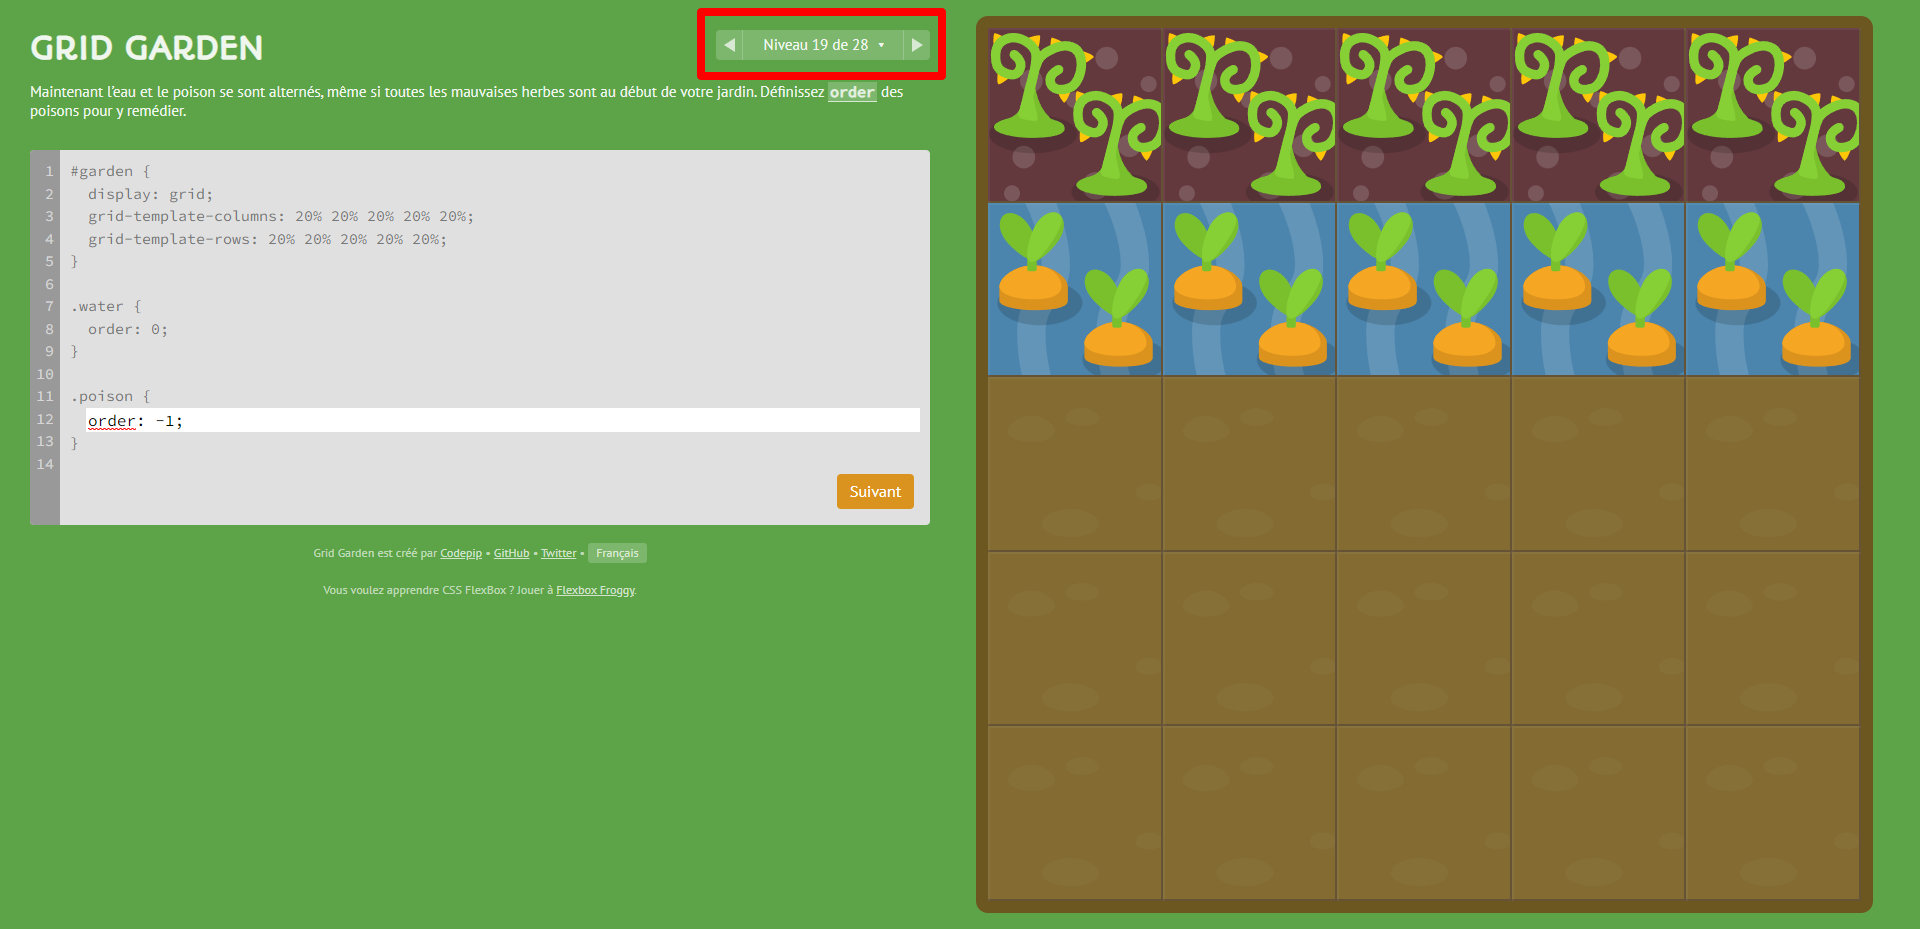 GRID GARDEN
Niveau 19 de 28
Maintenant l'eau et le poison se sont alternés, même si toutes les mauvaises herbes sont au début de votre jardin. Définissez order des
poisons pour y remédier.
1 #garden {
2 display: grid;
3 grid-template-columns: 20% 20% 20% 20% 20%;
4 grid-template-rows: 20% 20% 20% 20% 20%;
5 }
6
7 .water {
8 order: 0;
9 }
10
11 .poison {
12 order: -1;
13 }
14
Suivant
Grid Garden est créé par Codepip • GitHub • Twitter • Français
Vous voulez apprendre CSS FlexBox ? Jouer à Flexbox Froggy.